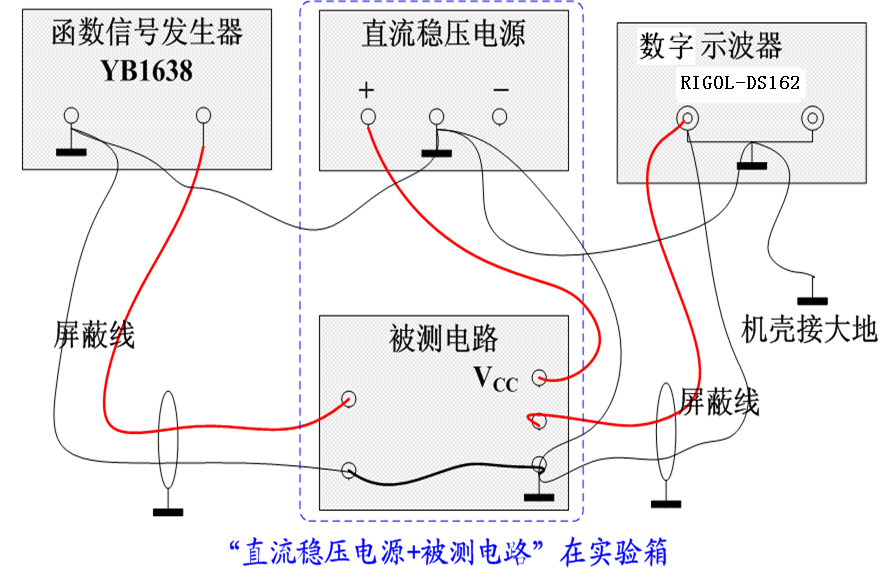 函数信号发生器
YB1638
直流稳压电源
+
−
数字示波器
RIGOL-DS162
屏蔽线
被测电路
VCC
机壳接大地
屏蔽线
“直流稳压电源+被测电路”在实验箱